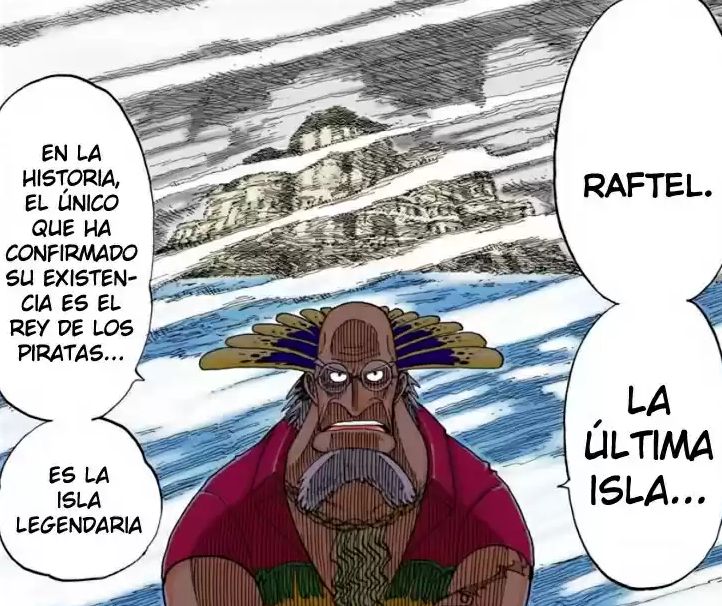 RAFTEL.
LA
ÚLTIMA
ISLA...
EN LA
HISTORIA,
EL ÚNICO
QUE HA
CONFIRMADO
SU EXISTEN-
CIA ES EL
REY DE LOS
PIRATAS...
ES LA
ISLA
LEGENDARIA